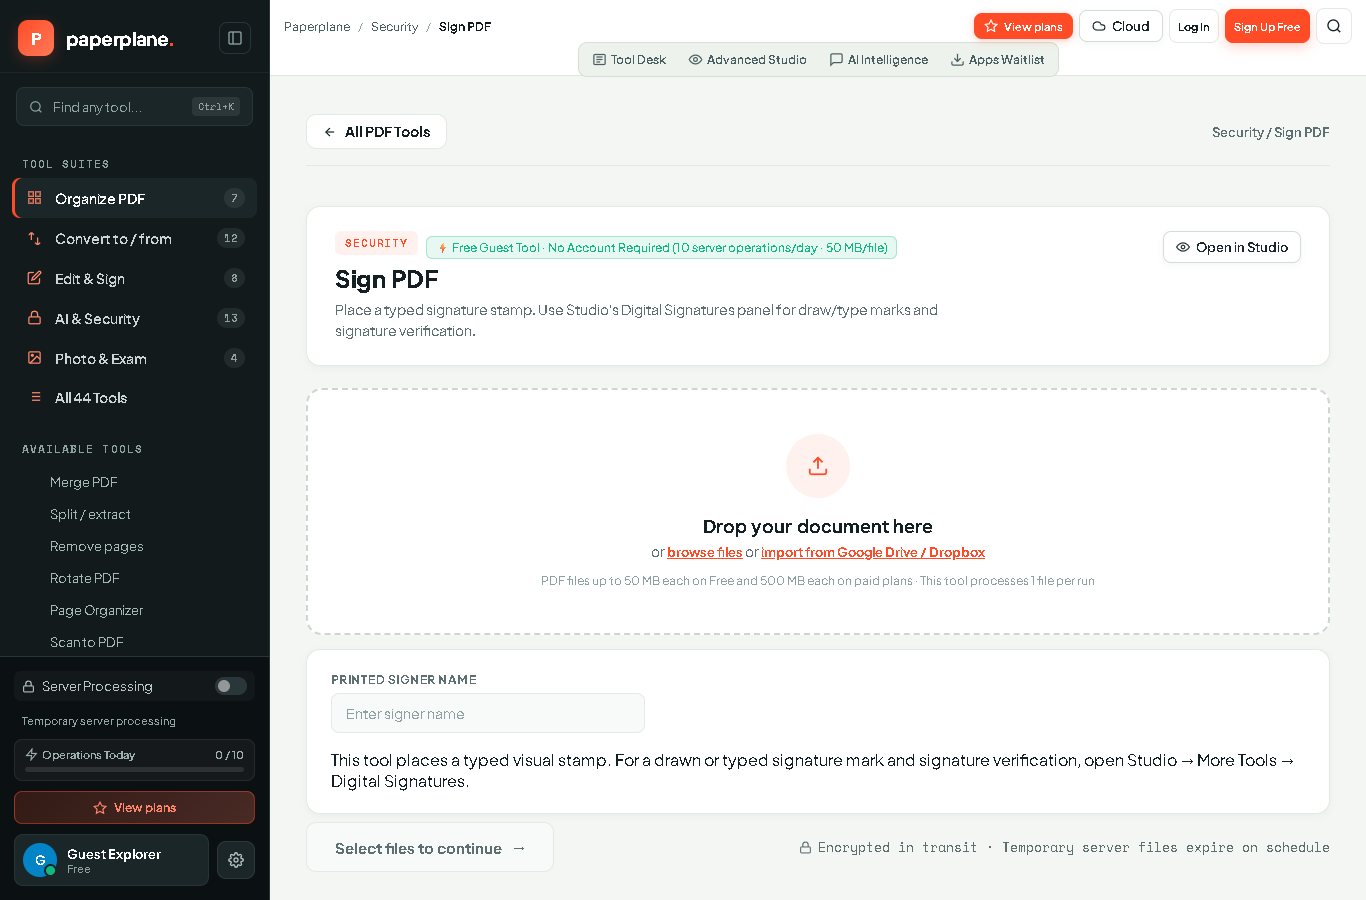 P paperplane.
Find any tool... Ctrl+K
TOOL SUITES
Organize PDF 7
Convert to / from 12
Edit & Sign 8
AI & Security 13
Photo & Exam 4
All 44 Tools
AVAILABLE TOOLS
Merge PDF
Split / extract
Remove pages
Rotate PDF
Page Organizer
Scan to PDF
Server Processing
Temporary server processing
Operations Today 0 / 10
View plans
G Guest Explorer
Free
Paperplane / Security / Sign PDF
View plans
Cloud
Log In
Sign Up Free
Tool Desk
Advanced Studio
AI Intelligence
Apps Waitlist
← All PDF Tools
Security / Sign PDF
SECURITY
Free Guest Tool · No Account Required (10 server operations/day · 50 MB/file)
Open in Studio
Sign PDF
Place a typed signature stamp. Use Studio's Digital Signatures panel for draw/type marks and
signature verification.
Drop your document here
or browse files or import from Google Drive / Dropbox
PDF files up to 50 MB each on Free and 500 MB each on paid plans · This tool processes 1 file per run
PRINTED SIGNER NAME
Enter signer name
This tool places a typed visual stamp. For a drawn or typed signature mark and signature verification, open Studio → More Tools →
Digital Signatures.
Select files to continue →
Encrypted in transit · Temporary server files expire on schedule